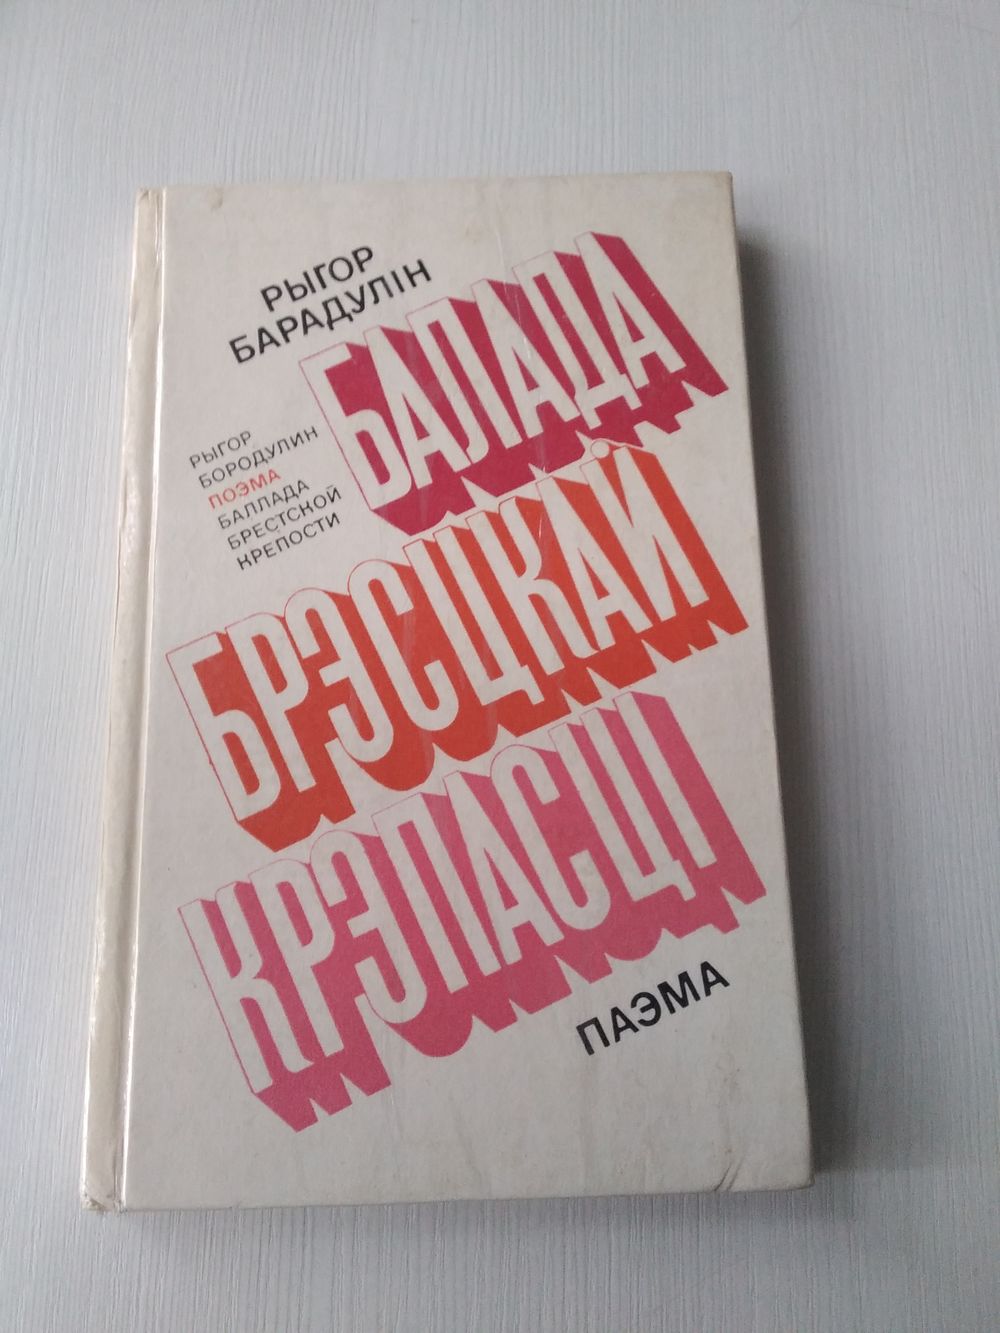 РЫГОР
БАРАДУЛІН
БАЛАДА
РЫГОР
БОРОДУЛИН
ПОЭМА
БАЛЛАДА
БРЕСТСКОЙ
КРЕПОСТИ
БРЭСЦКАЙ
КРЭПАСЦІ
ПАЭМА